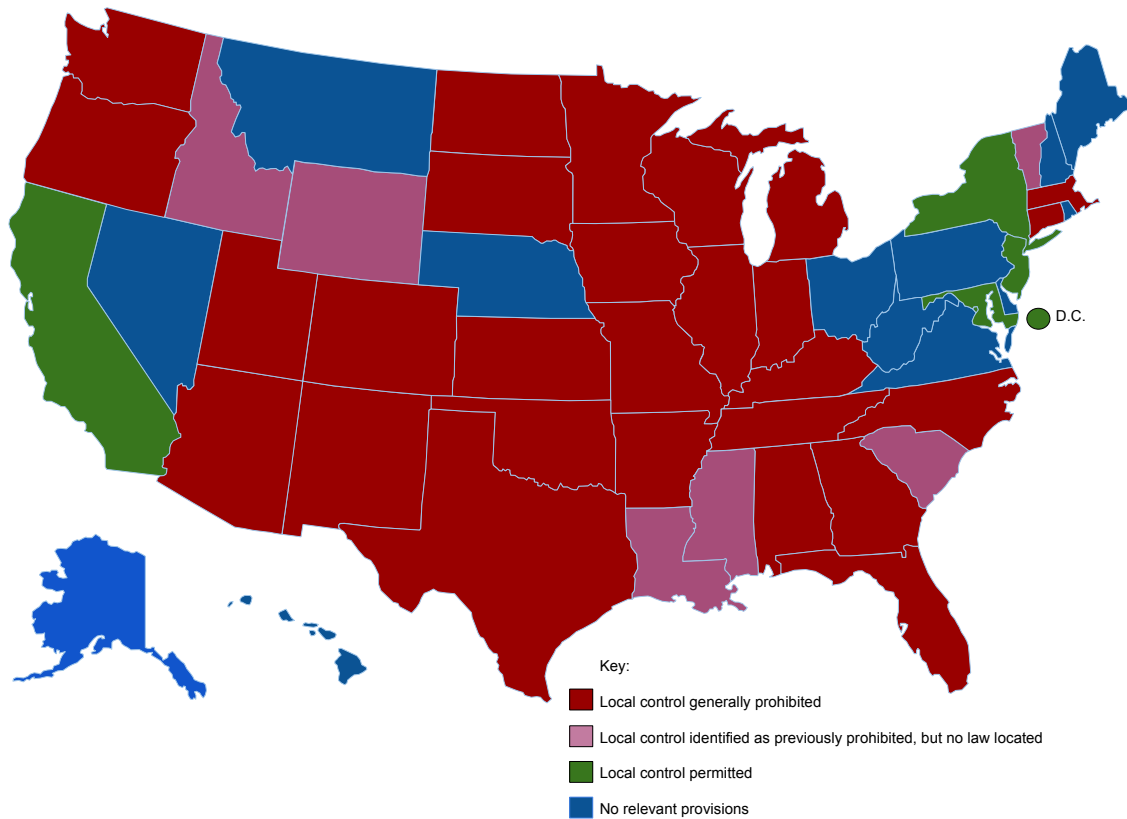 D.C.
Key:
Local control generally prohibited
Local control identified as previously prohibited, but no law located
Local control permitted
No relevant provisions